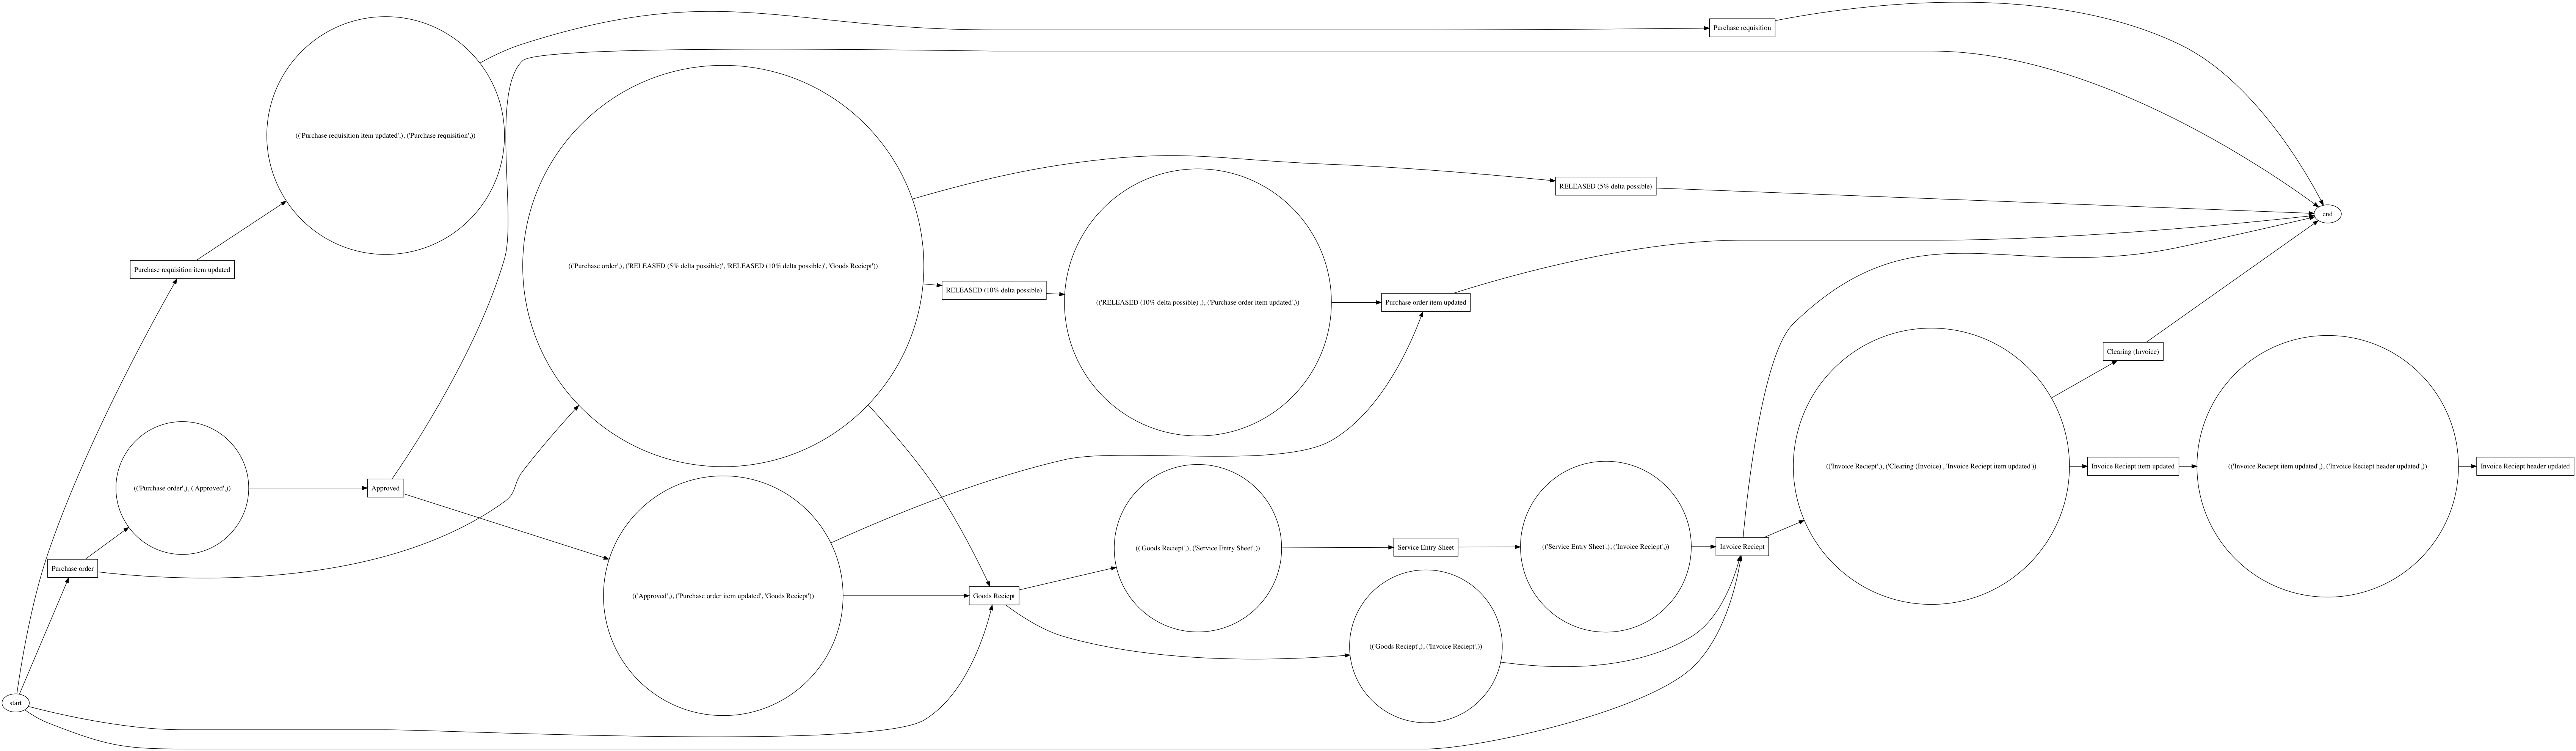 Purchase requisition
(('Purchase requisition item updated',), ('Purchase requisition',))
RELEASED (5% delta possible)
end
Purchase requisition item updated
(('Purchase order',), ('RELEASED (5% delta possible)', 'RELEASED (10% delta possible)', 'Goods Reciept'))
RELEASED (10% delta possible)
(('RELEASED (10% delta possible)',), ('Purchase order item updated',))
Purchase order item updated
Clearing (Invoice)
(('Purchase order',), ('Approved',))
Approved
(('Invoice Reciept',), ('Clearing (Invoice)', 'Invoice Reciept item updated'))
Invoice Reciept item updated
(('Invoice Reciept item updated',), ('Invoice Reciept header updated',))
Invoice Reciept header updated
(('Goods Reciept',), ('Service Entry Sheet',))
Service Entry Sheet
(('Service Entry Sheet',), ('Invoice Reciept',))
Invoice Reciept
Purchase order
(('Approved',), ('Purchase order item updated', 'Goods Reciept'))
Goods Reciept
(('Goods Reciept',), ('Invoice Reciept',))
start